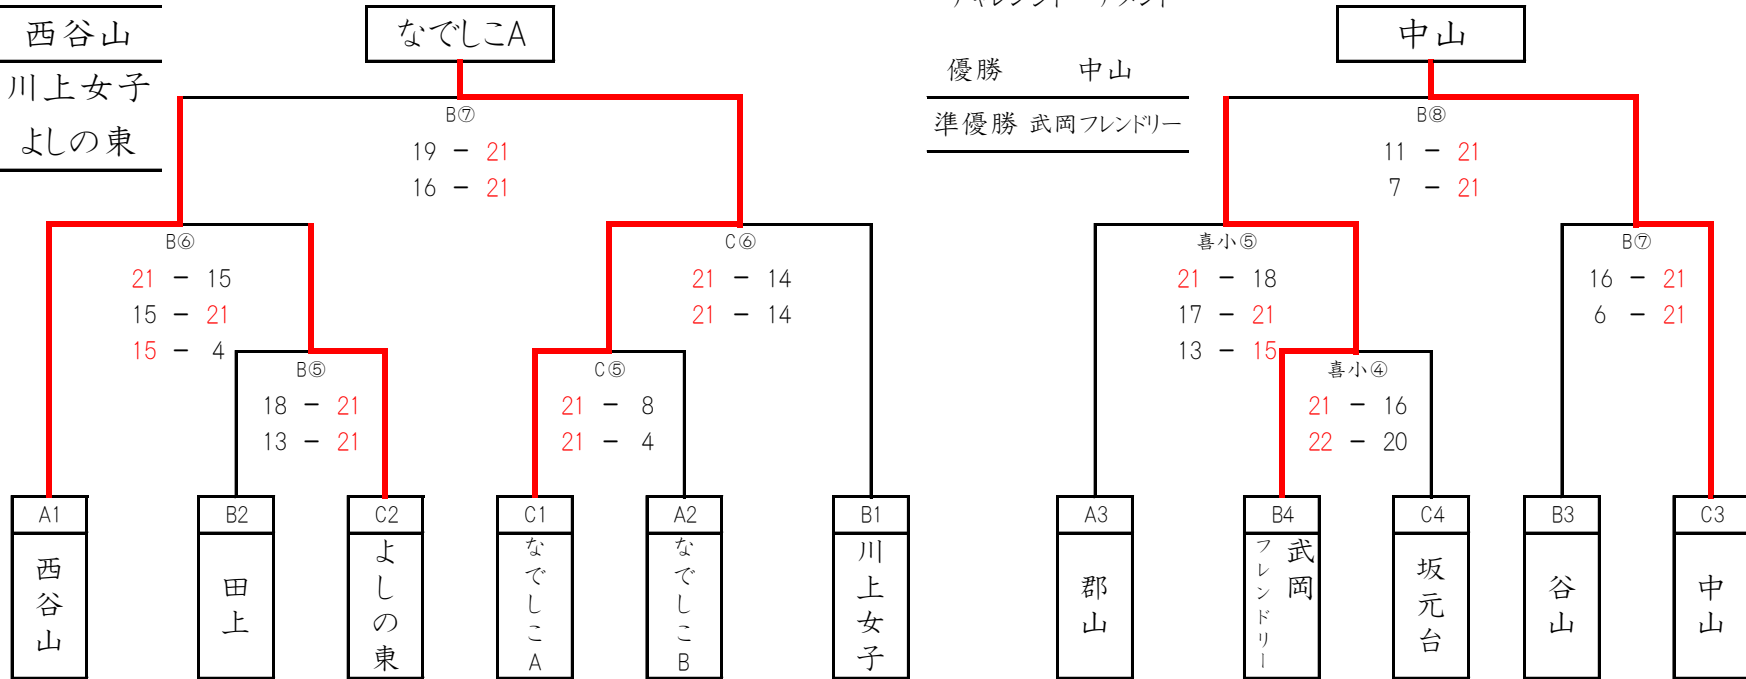 西谷山
川上女子
よしの東
なでしこA
B⑦
19 － 21
16 － 21
B⑥
21 － 15
15 － 21
15 － 4
C⑥
21 － 14
21 － 14
B⑤
18 － 21
13 － 21
C⑤
21 － 8
21 － 4
A1
西谷山
B2
田上
C2
よしの東
C1
なでしこA
A2
なでしこB
B1
川上女子
優勝 中山
準優勝 武岡フレンドリー
中山
B⑧
11 － 21
7 － 21
喜小⑤
21 － 18
17 － 21
13 － 15
B⑦
16 － 21
6 － 21
喜小④
21 － 16
22 － 20
A3
郡山
B4
武岡
フレンドリー
C4
坂元台
B3
谷山
C3
中山